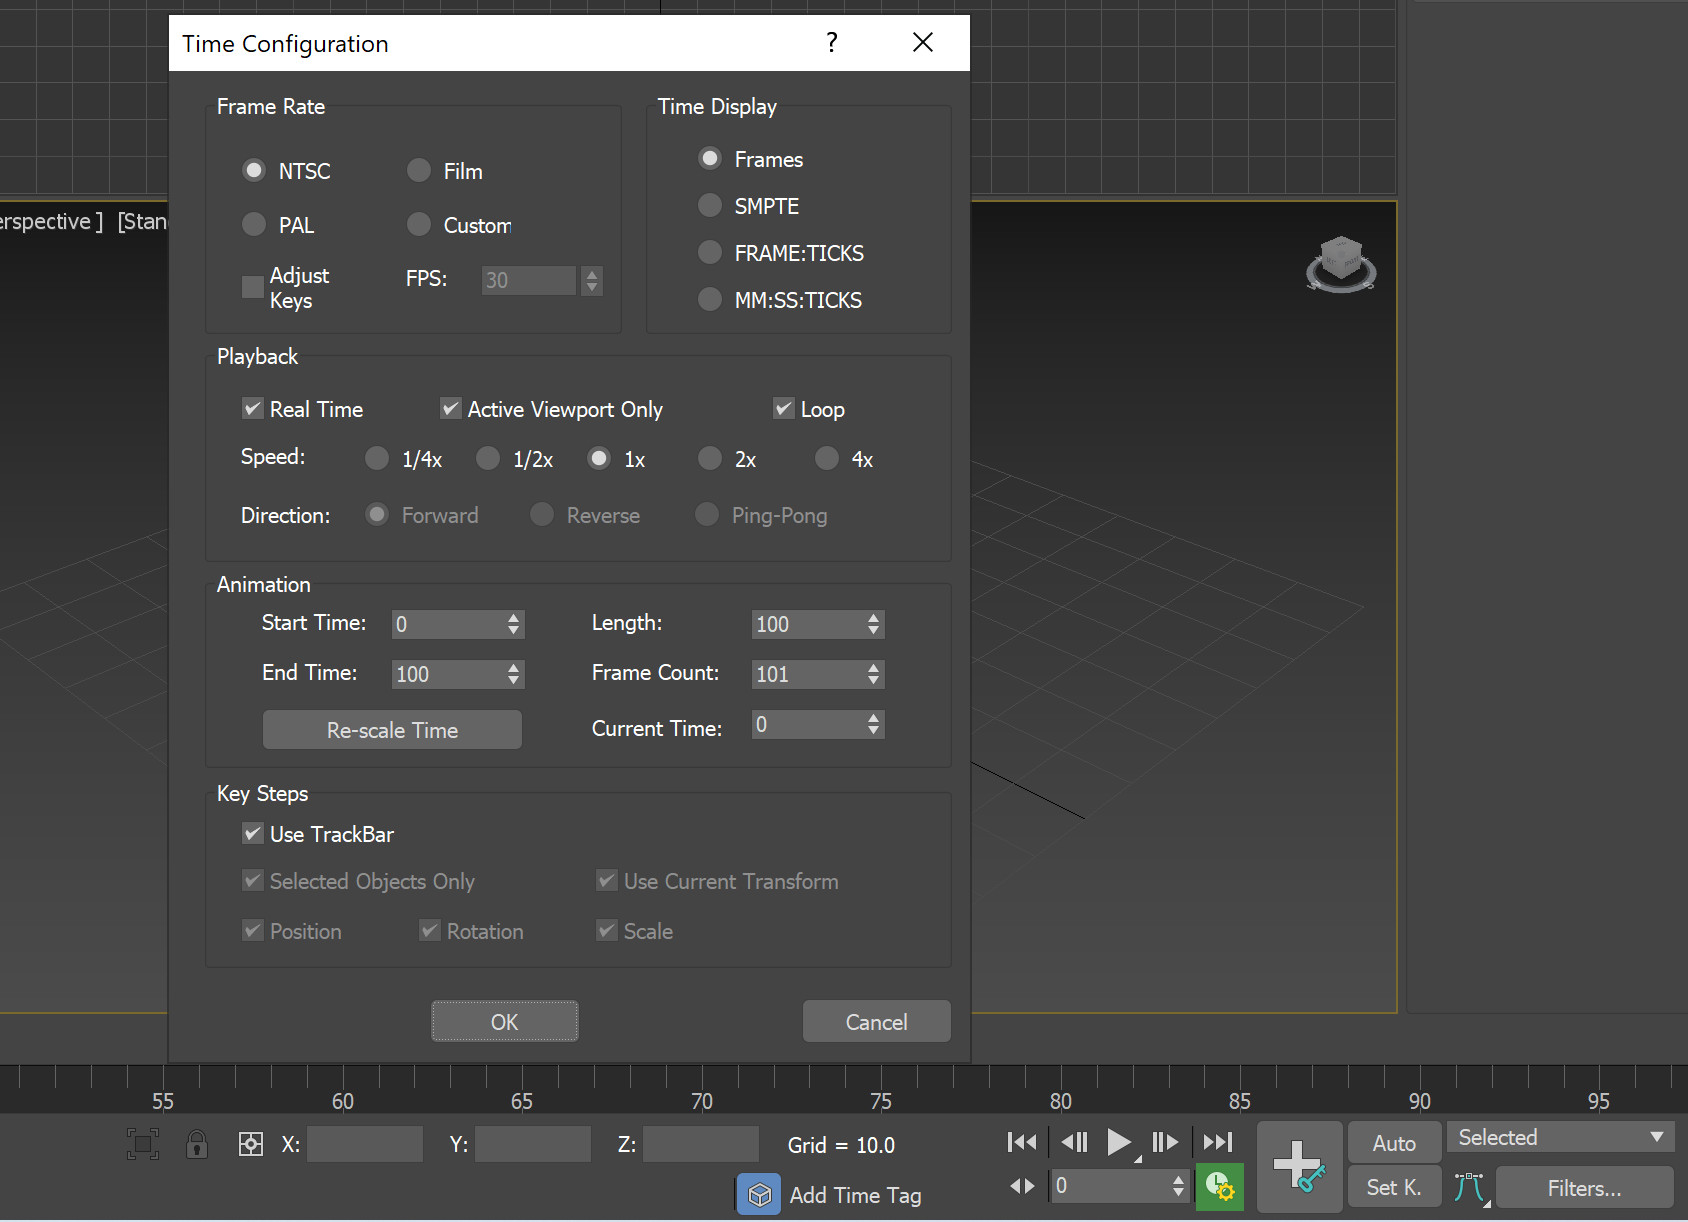 Time Configuration ?
Frame Rate
NTSC Film
PAL Custom
Adjust Keys
FPS: 30
Time Display
Frames
SMPTE
FRAME:TICKS
MM:SS:TICKS
erspective ] [Stan
Playback
Real Time Active Viewport Only Loop
Speed: 1/4x 1/2x 1x 2x 4x
Direction: Forward Reverse Ping-Pong
Animation
Start Time: 0 Length: 100
End Time: 100 Frame Count: 101
Re-scale Time Current Time: 0
Key Steps
Use TrackBar
Selected Objects Only Use Current Transform
Position Rotation Scale
OK Cancel
55 60 65 70 75 80 85 90 95
X: Y: Z: Grid = 10.0
Auto Selected
Add Time Tag 0 Set K. Filters...